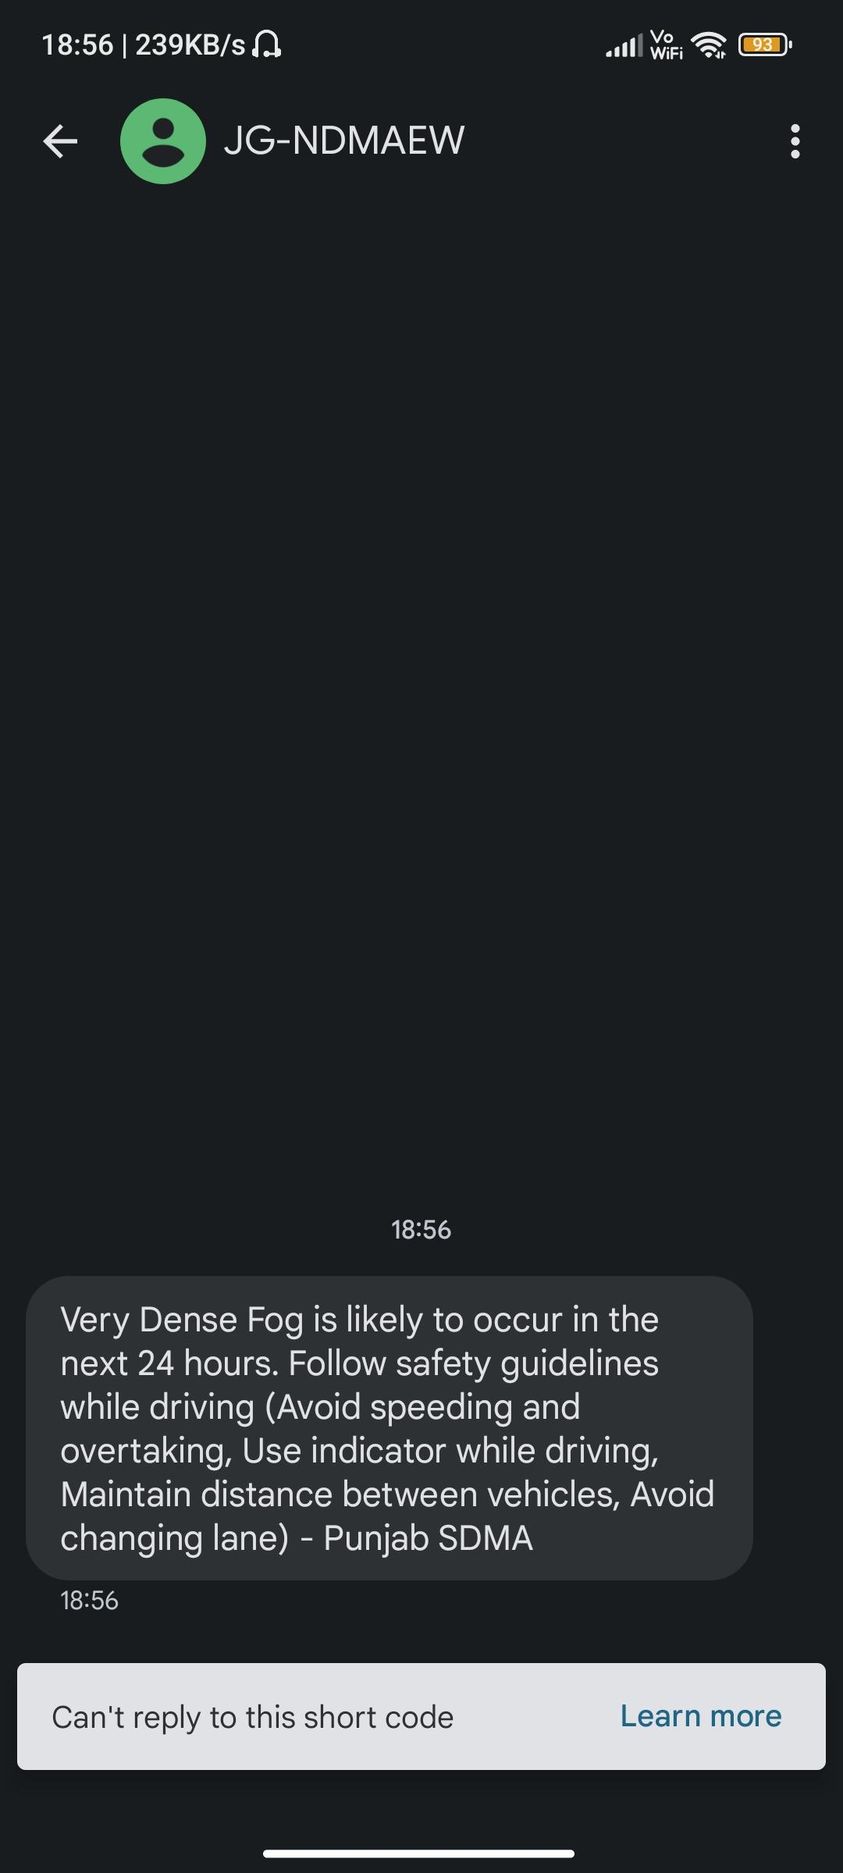 18:56 | 239KB/s
Vo
WiFi
93
JG-NDMAEW
18:56
Very Dense Fog is likely to occur in the
next 24 hours. Follow safety guidelines
while driving (Avoid speeding and
overtaking, Use indicator while driving,
Maintain distance between vehicles, Avoid
changing lane) - Punjab SDMA
18:56
Can't reply to this short code
Learn more